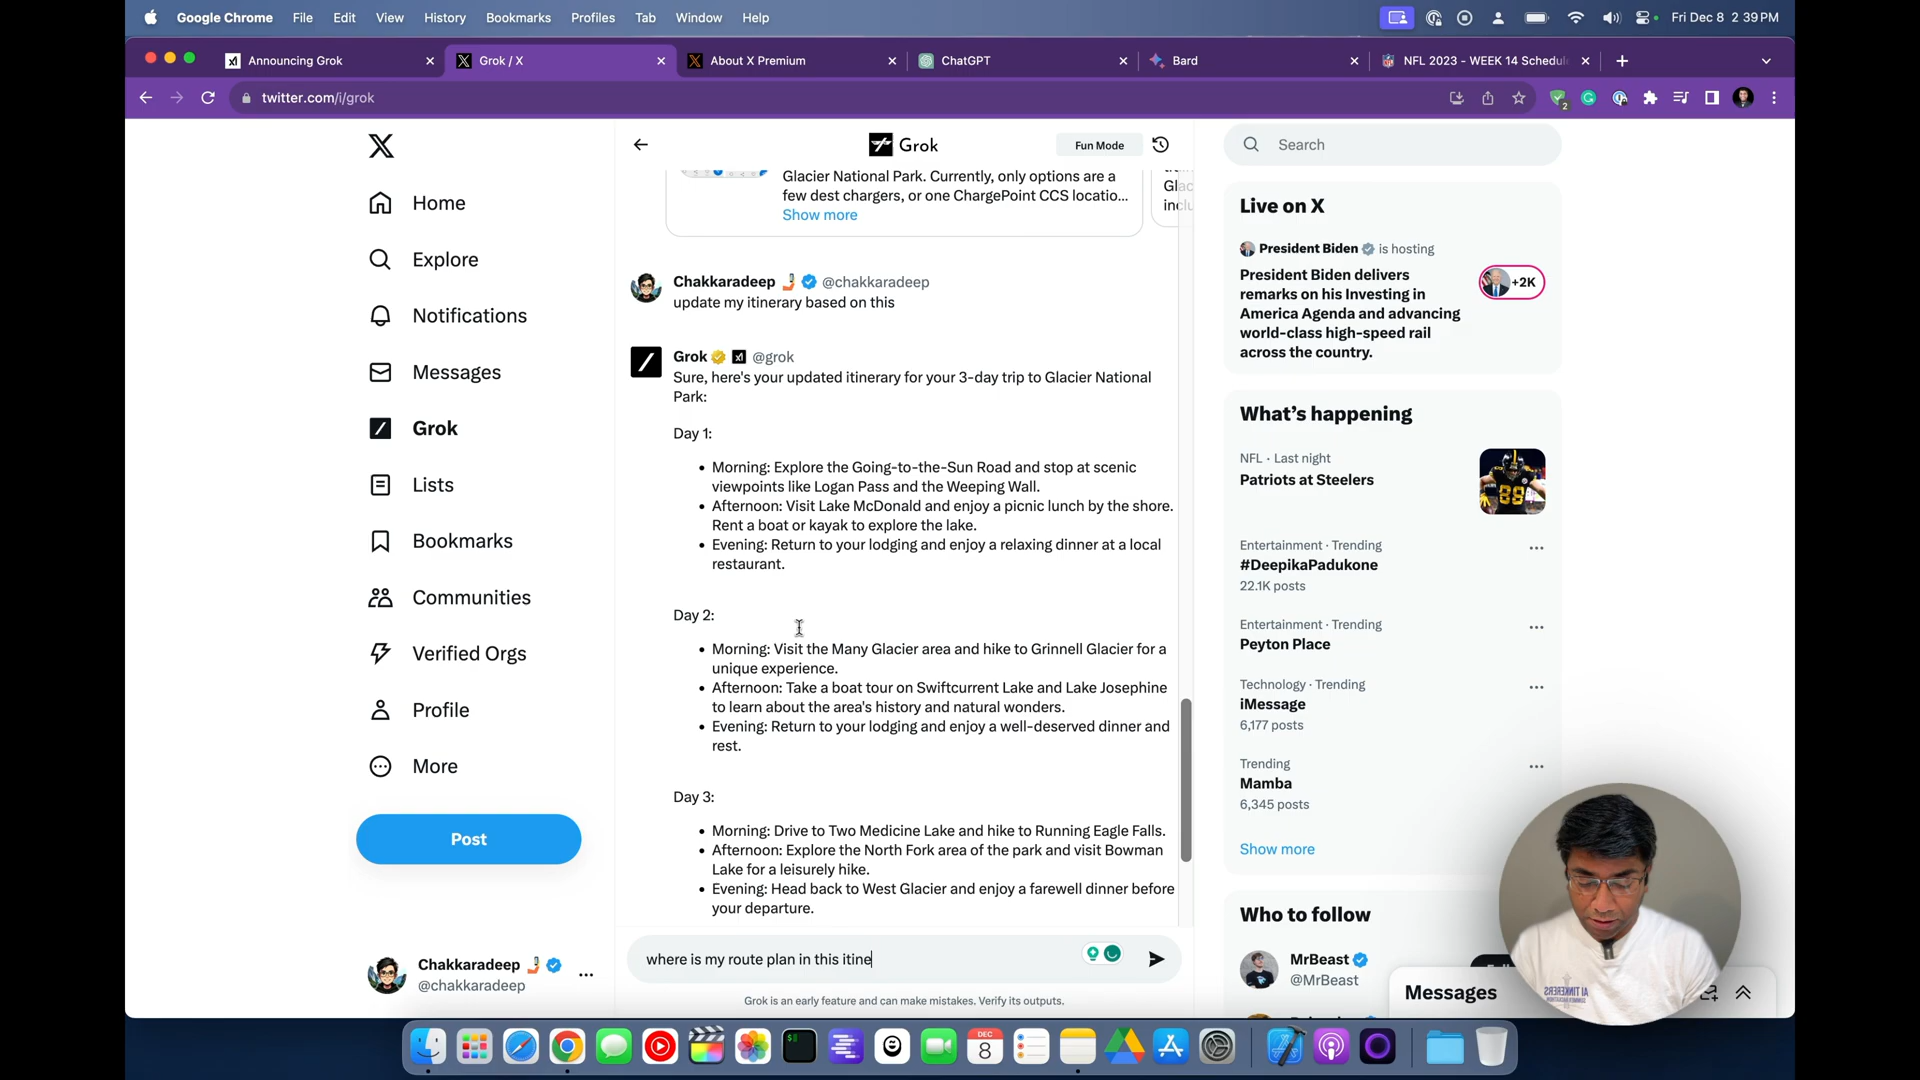 Google Chrome File Edit View History Bookmarks Profiles Tab Window Help
Fri Dec 8 2:39 PM
Announcing Grok
Grok / X
About X Premium
ChatGPT
Bard
NFL 2023 - WEEK 14 Schedul
twitter.com/i/grok
2
Home
Explore
Notifications
Messages
Grok
Lists
Bookmarks
Communities
Verified Orgs
Profile
More
Post
Chakkaradeep
@chakkaradeep
Grok
Fun Mode
Glacier National Park. Currently, only options are a
few dest chargers, or one ChargePoint CCS locatio...
Show more
Glac
inclu
Chakkaradeep @chakkaradeep
update my itinerary based on this
Grok @grok
Sure, here's your updated itinerary for your 3-day trip to Glacier National
Park:
Day 1:
• Morning: Explore the Going-to-the-Sun Road and stop at scenic
viewpoints like Logan Pass and the Weeping Wall.
• Afternoon: Visit Lake McDonald and enjoy a picnic lunch by the shore.
Rent a boat or kayak to explore the lake.
• Evening: Return to your lodging and enjoy a relaxing dinner at a local
restaurant.
Day 2:
• Morning: Visit the Many Glacier area and hike to Grinnell Glacier for a
unique experience.
• Afternoon: Take a boat tour on Swiftcurrent Lake and Lake Josephine
to learn about the area's history and natural wonders.
• Evening: Return to your lodging and enjoy a well-deserved dinner and
rest.
Day 3:
• Morning: Drive to Two Medicine Lake and hike to Running Eagle Falls.
• Afternoon: Explore the North Fork area of the park and visit Bowman
Lake for a leisurely hike.
• Evening: Head back to West Glacier and enjoy a farewell dinner before
your departure.
where is my route plan in this itine
Grok is an early feature and can make mistakes. Verify its outputs.
Search
Live on X
President Biden is hosting
President Biden delivers
remarks on his Investing in
America Agenda and advancing
world-class high-speed rail
across the country.
+2K
What's happening
NFL · Last night
Patriots at Steelers
Entertainment · Trending
#DeepikaPadukone
22.1K posts
Entertainment · Trending
Peyton Place
Technology · Trending
iMessage
6,177 posts
Trending
Mamba
6,345 posts
Show more
Who to follow
MrBeast
@MrBeast
Messages
AI TINKERERS
DEC
8